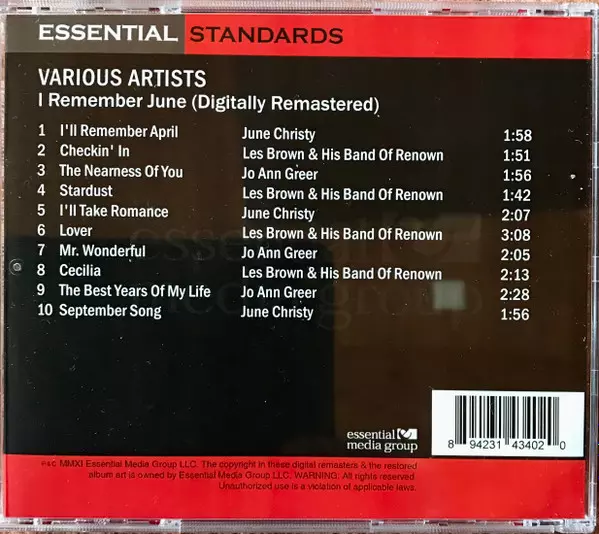 ESSENTIAL STANDARDS
VARIOUS ARTISTS
I Remember June (Digitally Remastered)
1 I'll Remember April June Christy 1:58
2 Checkin' In Les Brown & His Band Of Renown 1:51
3 The Nearness Of You Jo Ann Greer 1:56
4 Stardust Les Brown & His Band Of Renown 1:42
5 I'll Take Romance June Christy 2:07
6 Lover Les Brown & His Band Of Renown 3:08
7 Mr. Wonderful Jo Ann Greer 2:05
8 Cecilia Les Brown & His Band Of Renown 2:13
9 The Best Years Of My Life Jo Ann Greer 2:28
10 September Song June Christy 1:56
essential
media group
essential
media group
8 94231 43402 0
P&C MMXI Essential Media Group LLC. The copyright in these digital remasters & the restored
album art is owned by Essential Media Group LLC. WARNING: All rights reserved.
Unauthorized use is a violation of applicable laws.